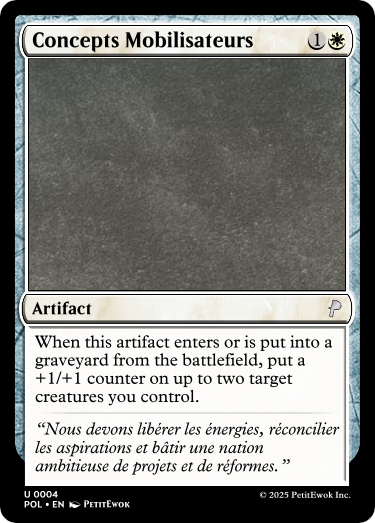 Concepts Mobilisateurs 1
Artifact
When this artifact enters or is put into a
graveyard from the battlefield, put a
+1/+1 counter on up to two target
creatures you control.
“Nous devons libérer les énergies, réconcilier
les aspirations et bâtir une nation
ambitieuse de projets et de réformes.”
U 0004
POL • EN PetitEwok
© 2025 PetitEwok Inc.